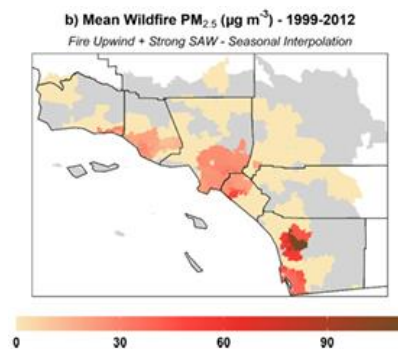 b) Mean Wildfire PM2.5 (µg m-3) - 1999-2012
Fire Upwind + Strong SAW - Seasonal Interpolation
0 30 60 90